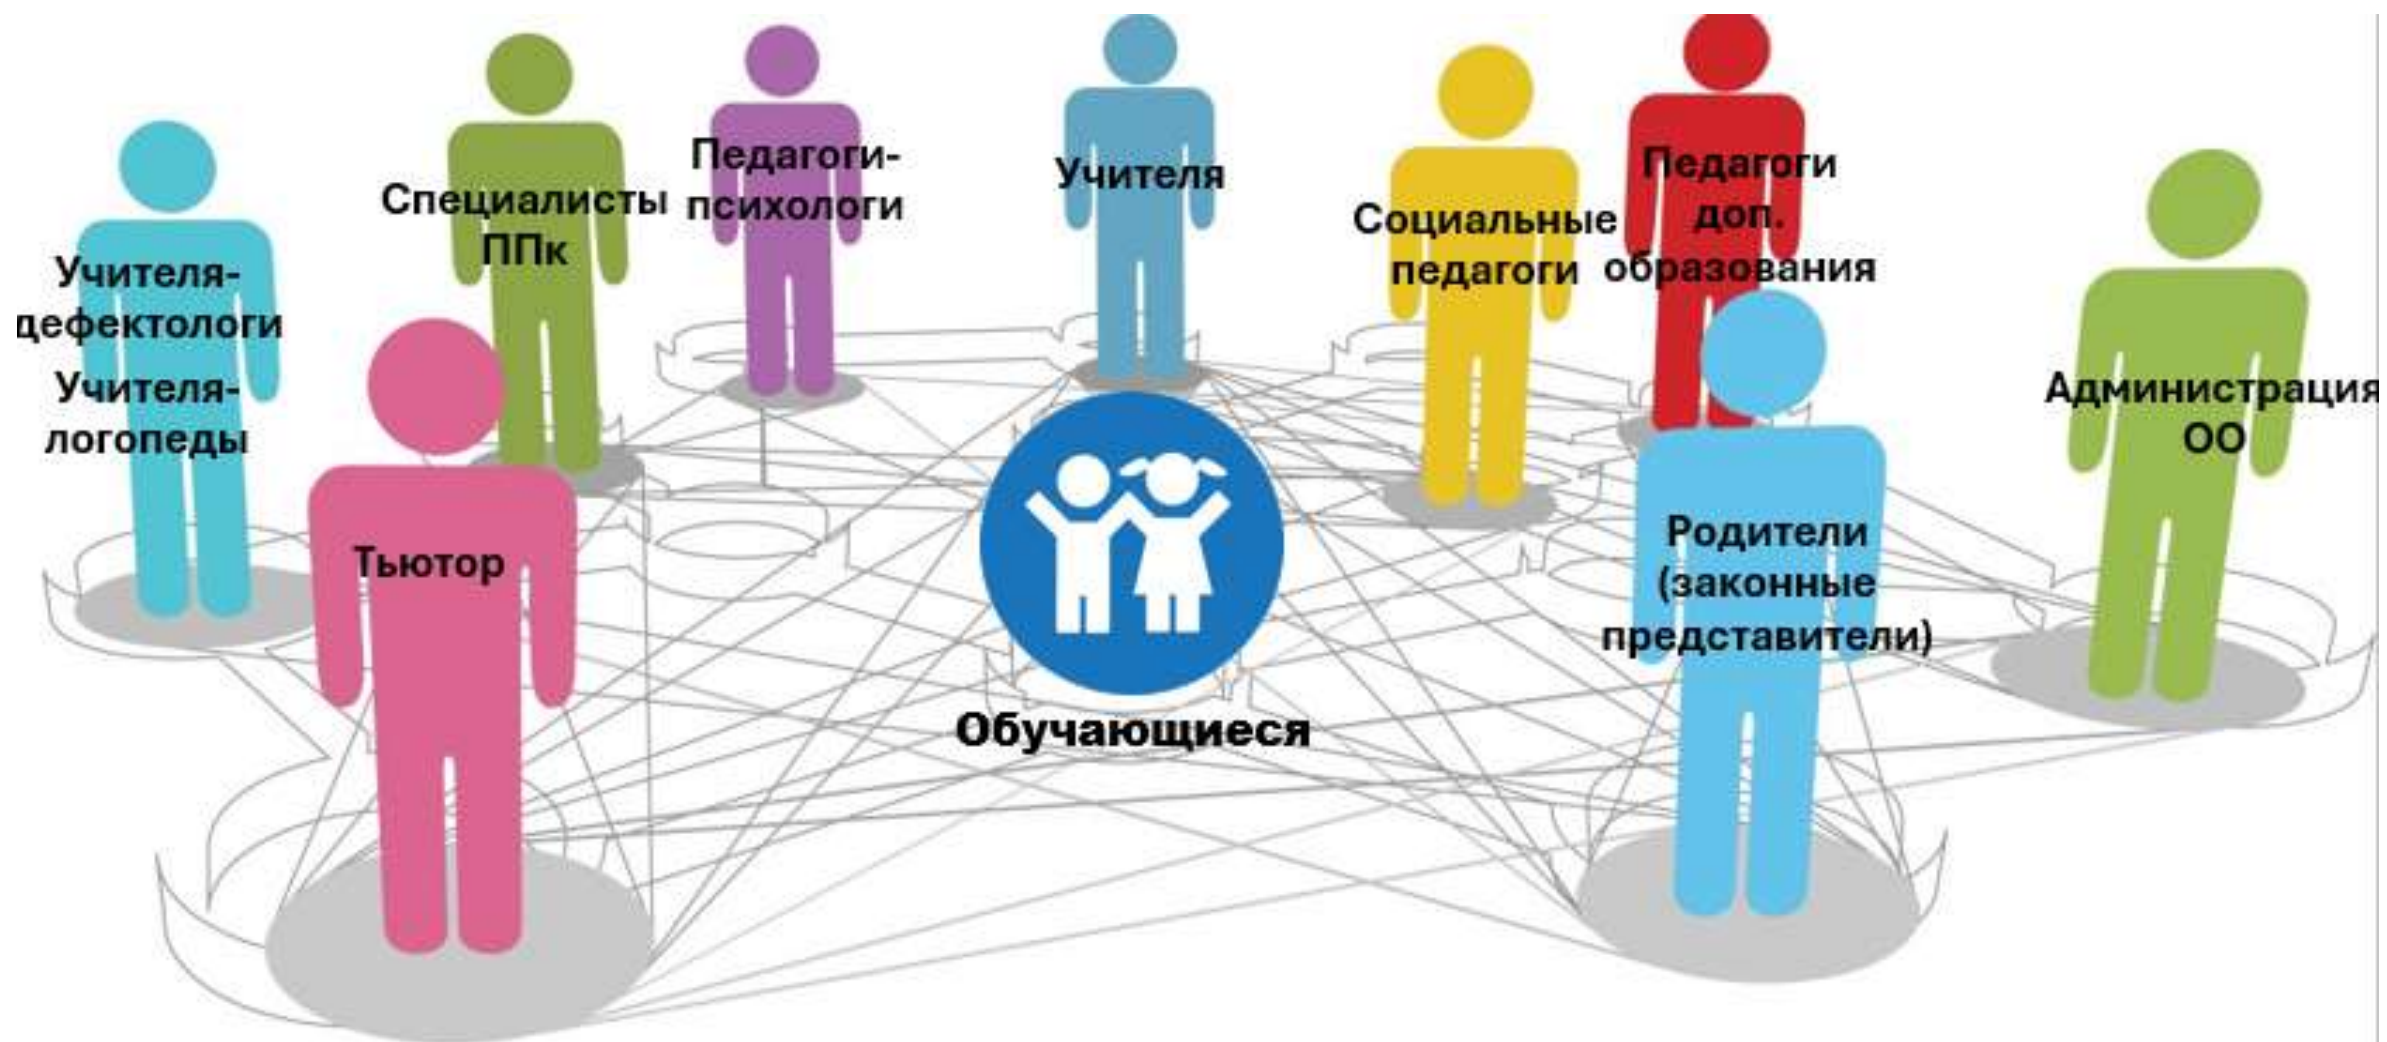 Учителя-
дефектологи
Учителя-
логопеды
Специалисты
ППк
Педагоги-
психологи
Учителя
Социальные
педагоги
Педагоги
доп.
образования
Администрация
ОО
Тьютор
Родители
(законные
представители)
Обучающиеся